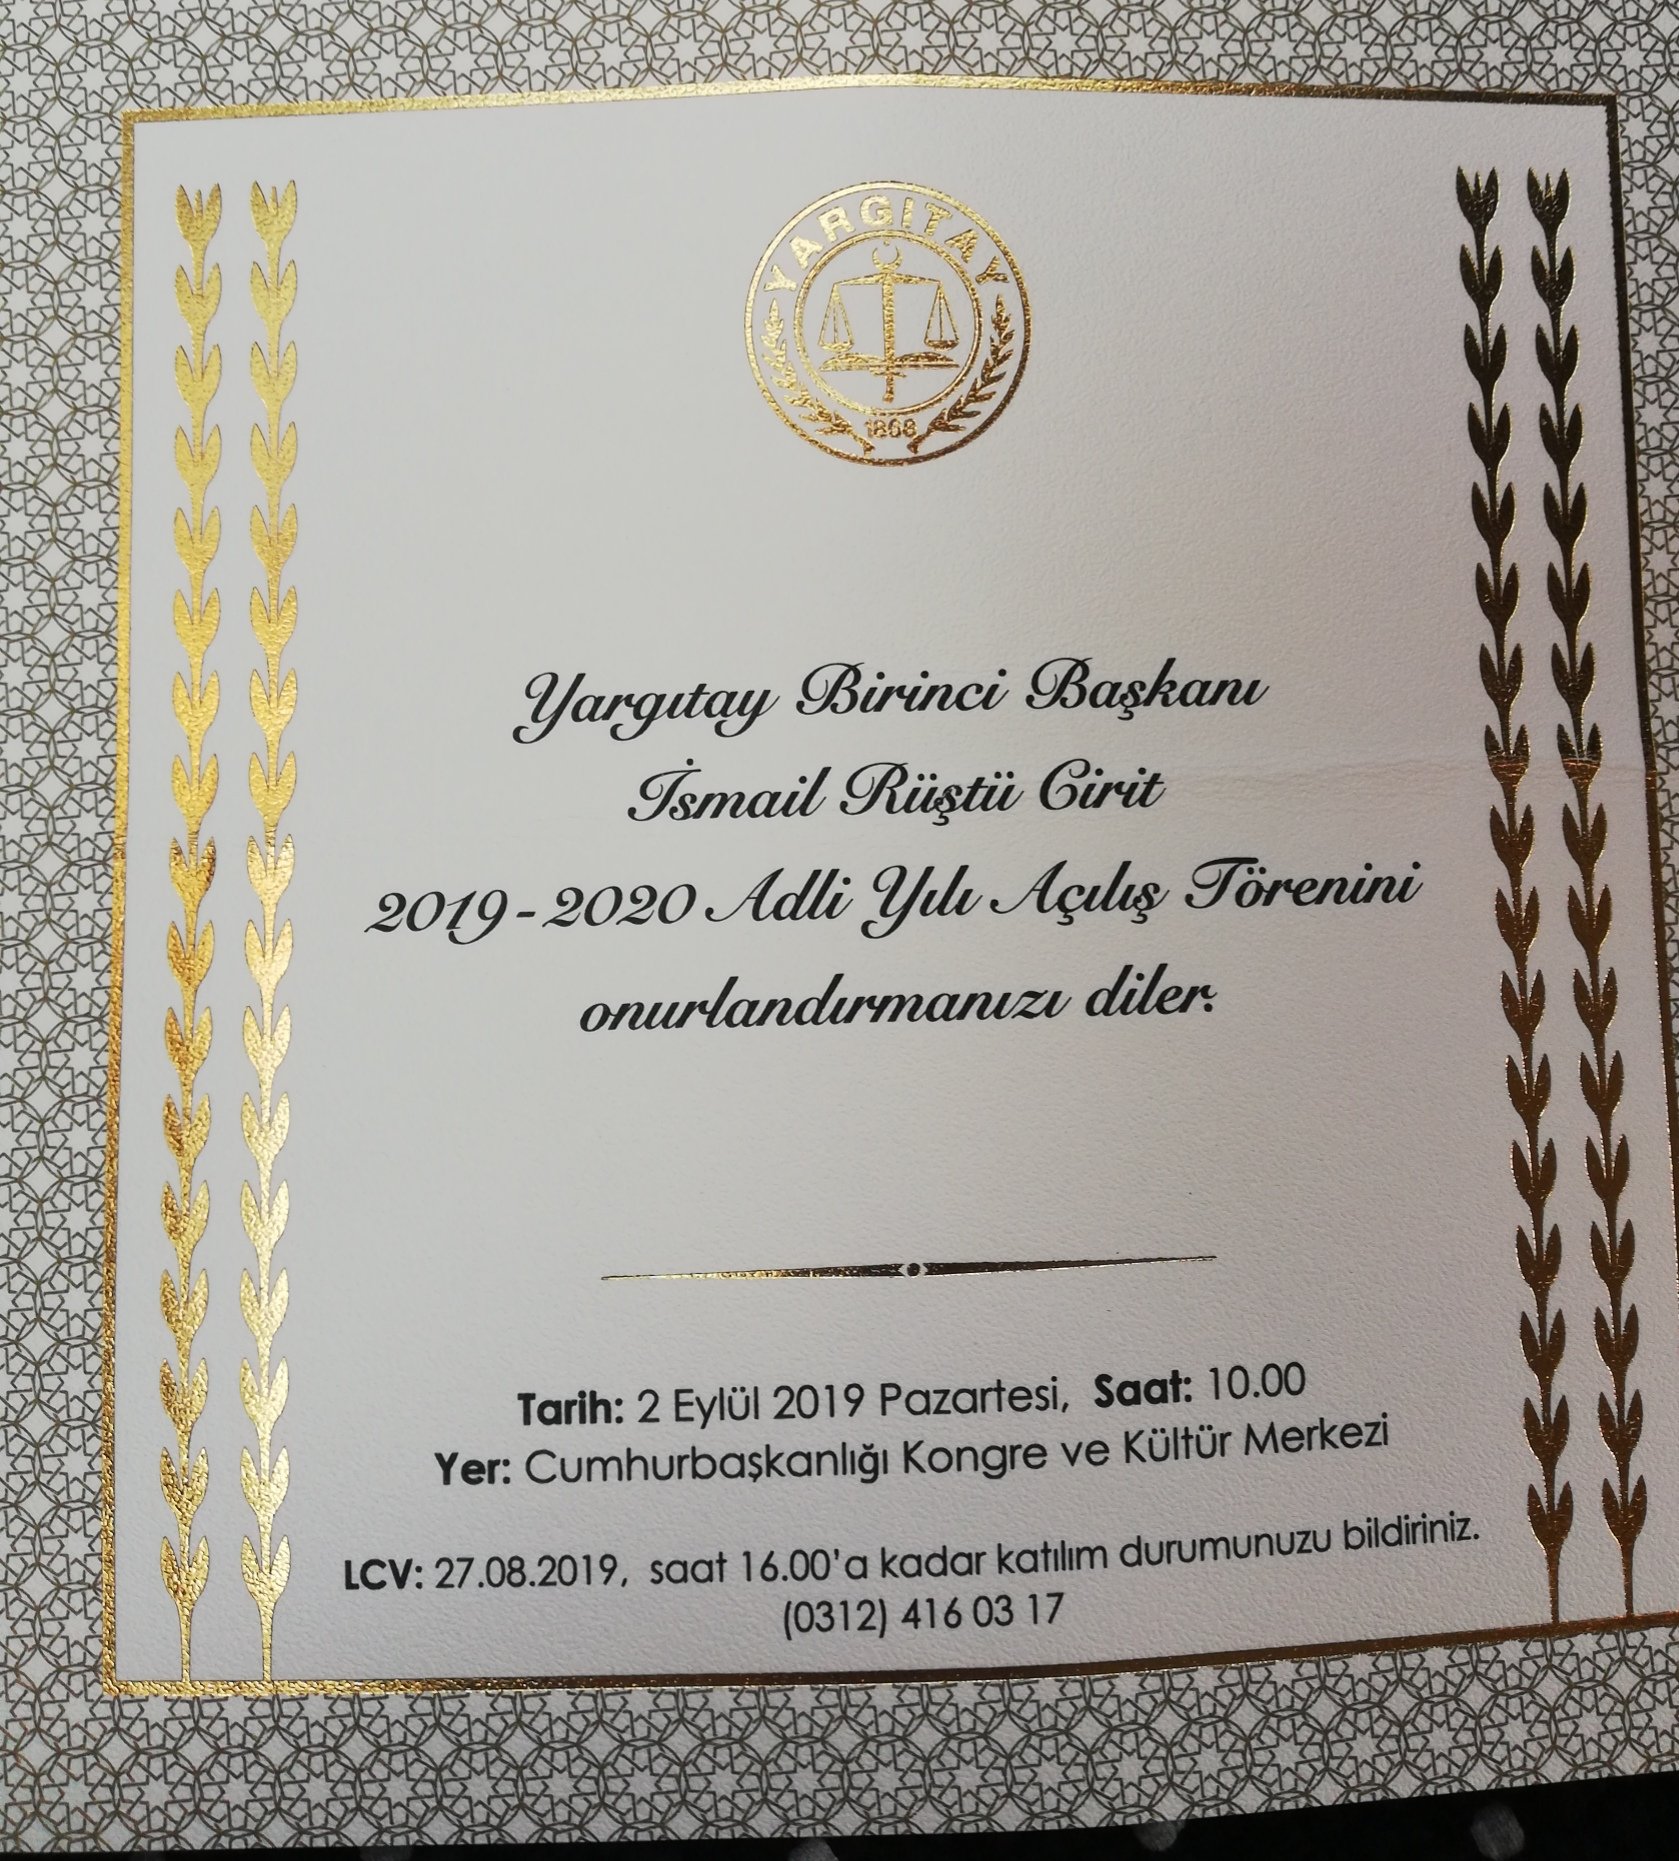 YARGITAY
1868
Yargıtay Birinci Başkanı
İsmail Rüştü Cirit
2019-2020 Adli Yılı Açılış Törenini
onurlandırmanızı diler.
Tarih: 2 Eylül 2019 Pazartesi, Saat: 10.00
Yer: Cumhurbaşkanlığı Kongre ve Kültür Merkezi
LCV: 27.08.2019, saat 16.00'a kadar katılım durumunuzu bildiriniz.
(0312) 416 03 17